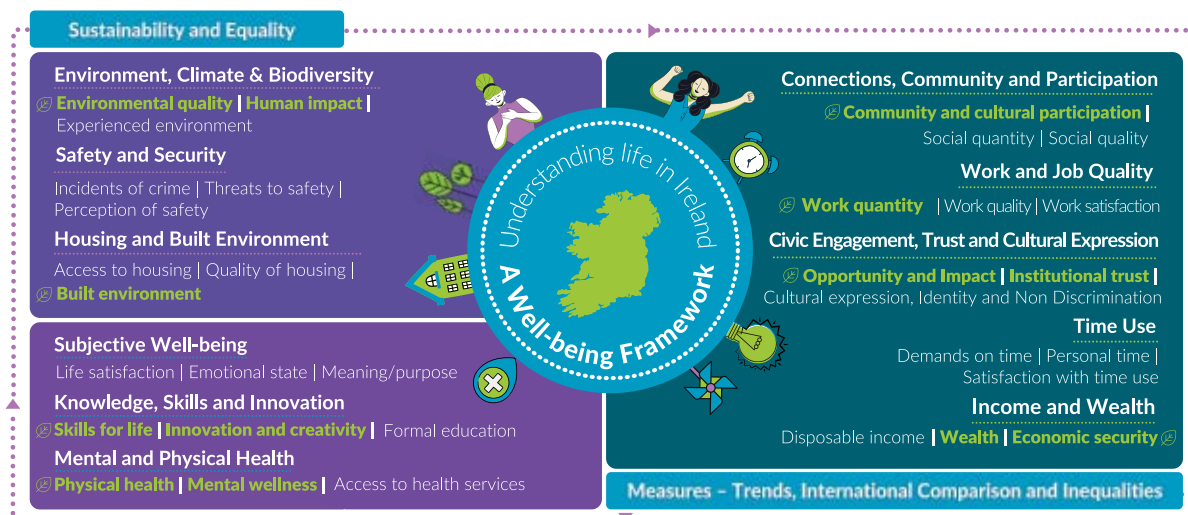 Sustainability and Equality
Environment, Climate & Biodiversity
Environmental quality | Human impact |
Experienced environment
Safety and Security
Incidents of crime | Threats to safety |
Perception of safety
Housing and Built Environment
Access to housing | Quality of housing |
Built environment
Subjective Well-being
Life satisfaction | Emotional state | Meaning/purpose
Knowledge, Skills and Innovation
Skills for life | Innovation and creativity | Formal education
Mental and Physical Health
Physical health | Mental wellness | Access to health services
Understanding life in Ireland
A Well-being Framework
Connections, Community and Participation
Community and cultural participation |
Social quantity | Social quality
Work and Job Quality
Work quantity | Work quality | Work satisfaction
Civic Engagement, Trust and Cultural Expression
Opportunity and Impact | Institutional trust |
Cultural expression, Identity and Non Discrimination
Time Use
Demands on time | Personal time |
Satisfaction with time use
Income and Wealth
Disposable income | Wealth | Economic security
Measures – Trends, International Comparison and Inequalities